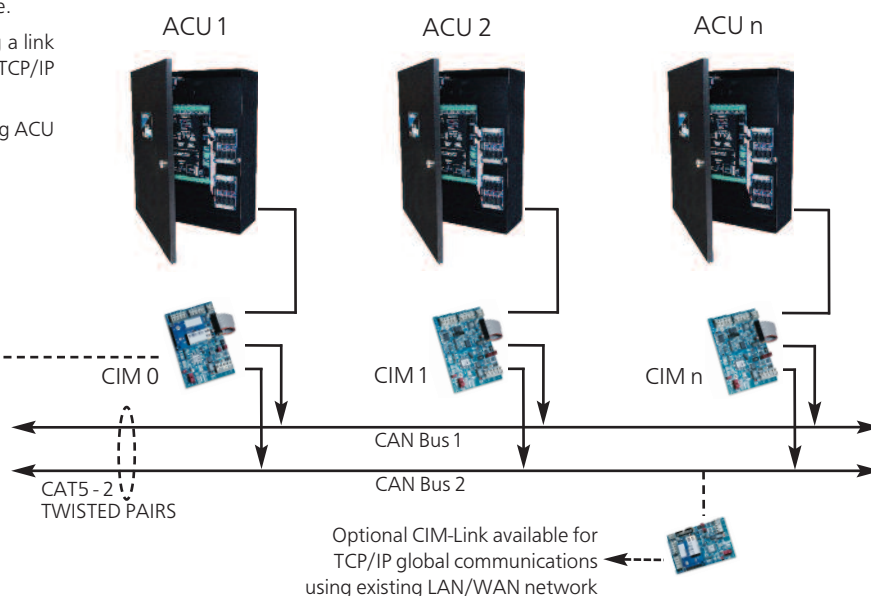 e.
g a link
TCP/IP
g ACU
ACU 1
ACU 2
ACU n
CIM 0
CIM 1
CIM n
CAN Bus 1
CAN Bus 2
CAT5 - 2
TWISTED PAIRS
Optional CIM-Link available for
TCP/IP global communications
using existing LAN/WAN network